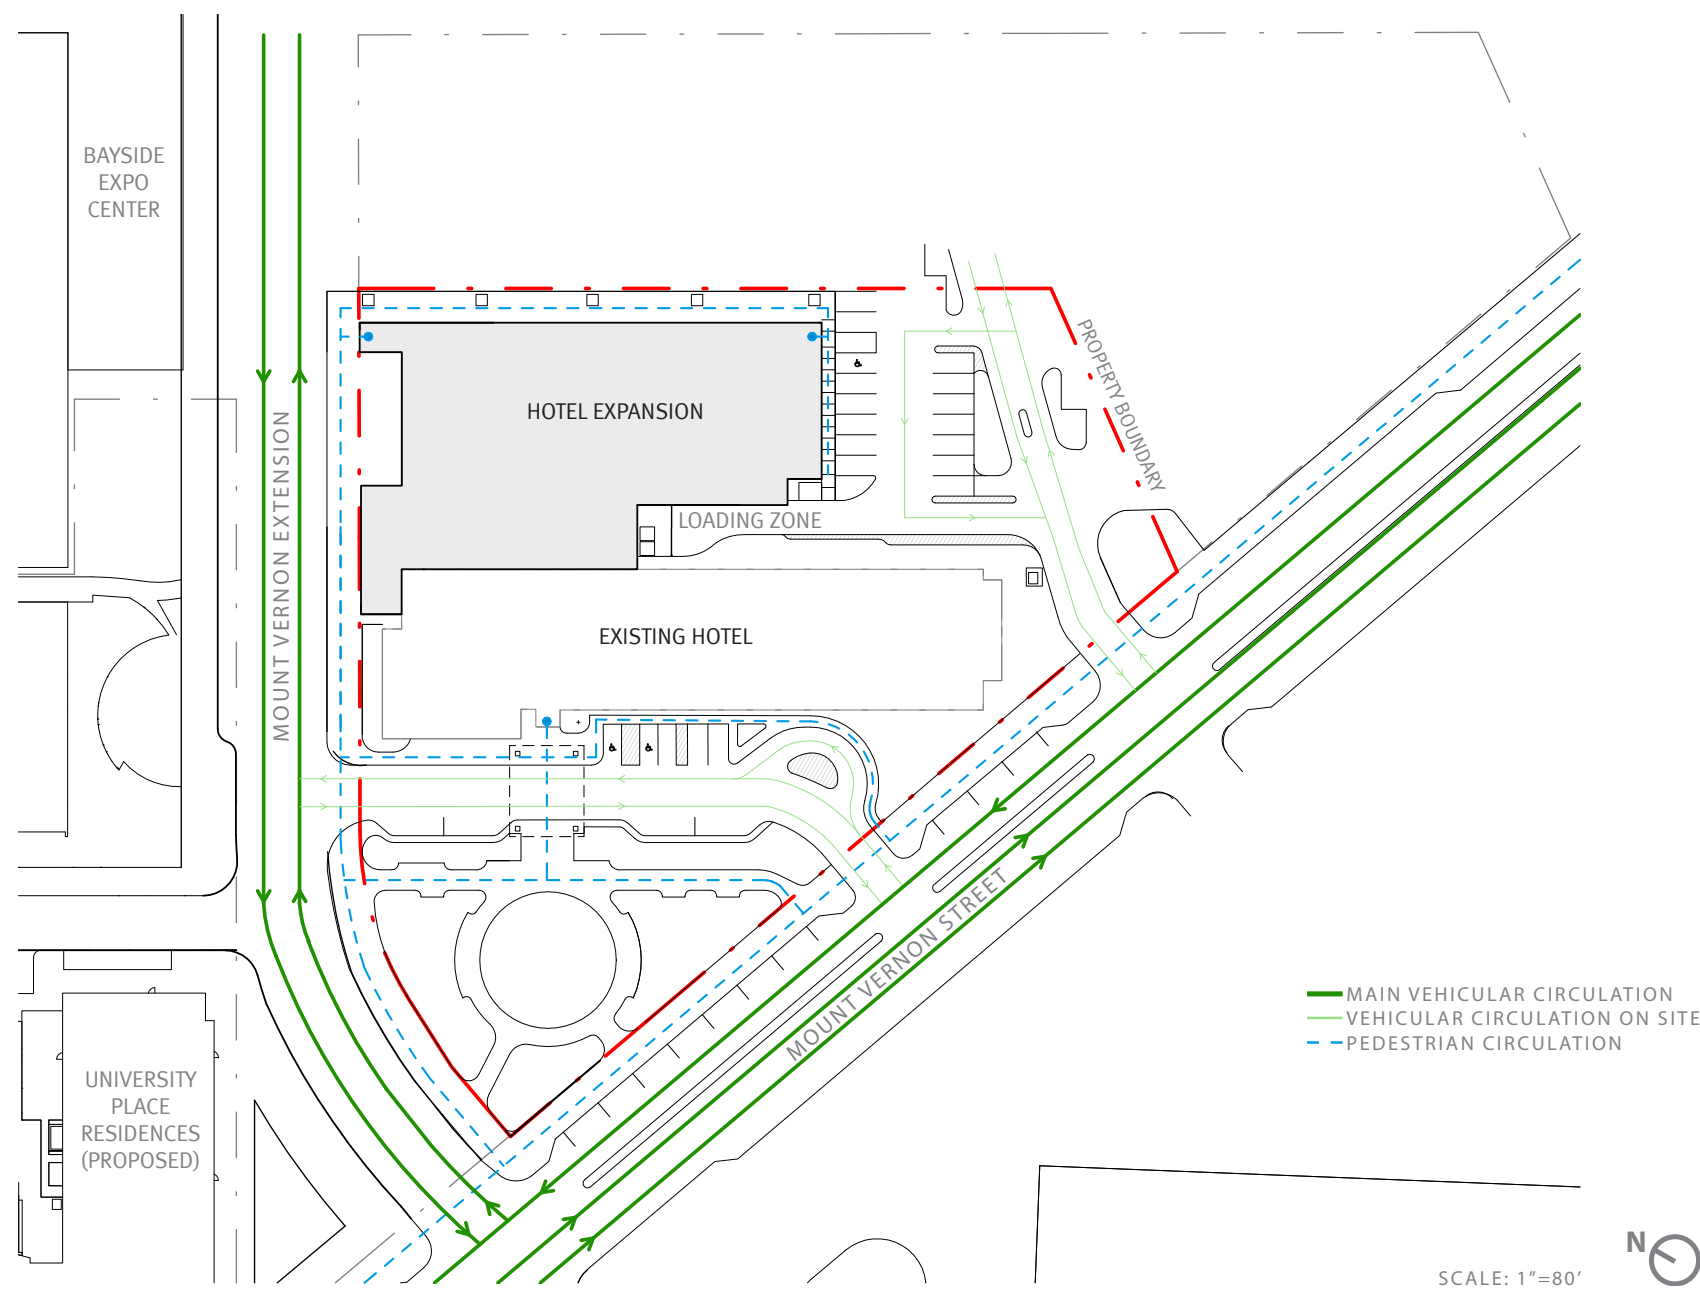 BAYSIDE
EXPO
CENTER
MOUNT VERNON EXTENSION
HOTEL EXPANSION
PROPERTY BOUNDARY
LOADING ZONE
EXISTING HOTEL
MOUNT VERNON STREET
MAIN VEHICULAR CIRCULATION
VEHICULAR CIRCULATION ON SITE
PEDESTRIAN CIRCULATION
UNIVERSITY
PLACE
RESIDENCES
(PROPOSED)
N
SCALE: 1"=80'